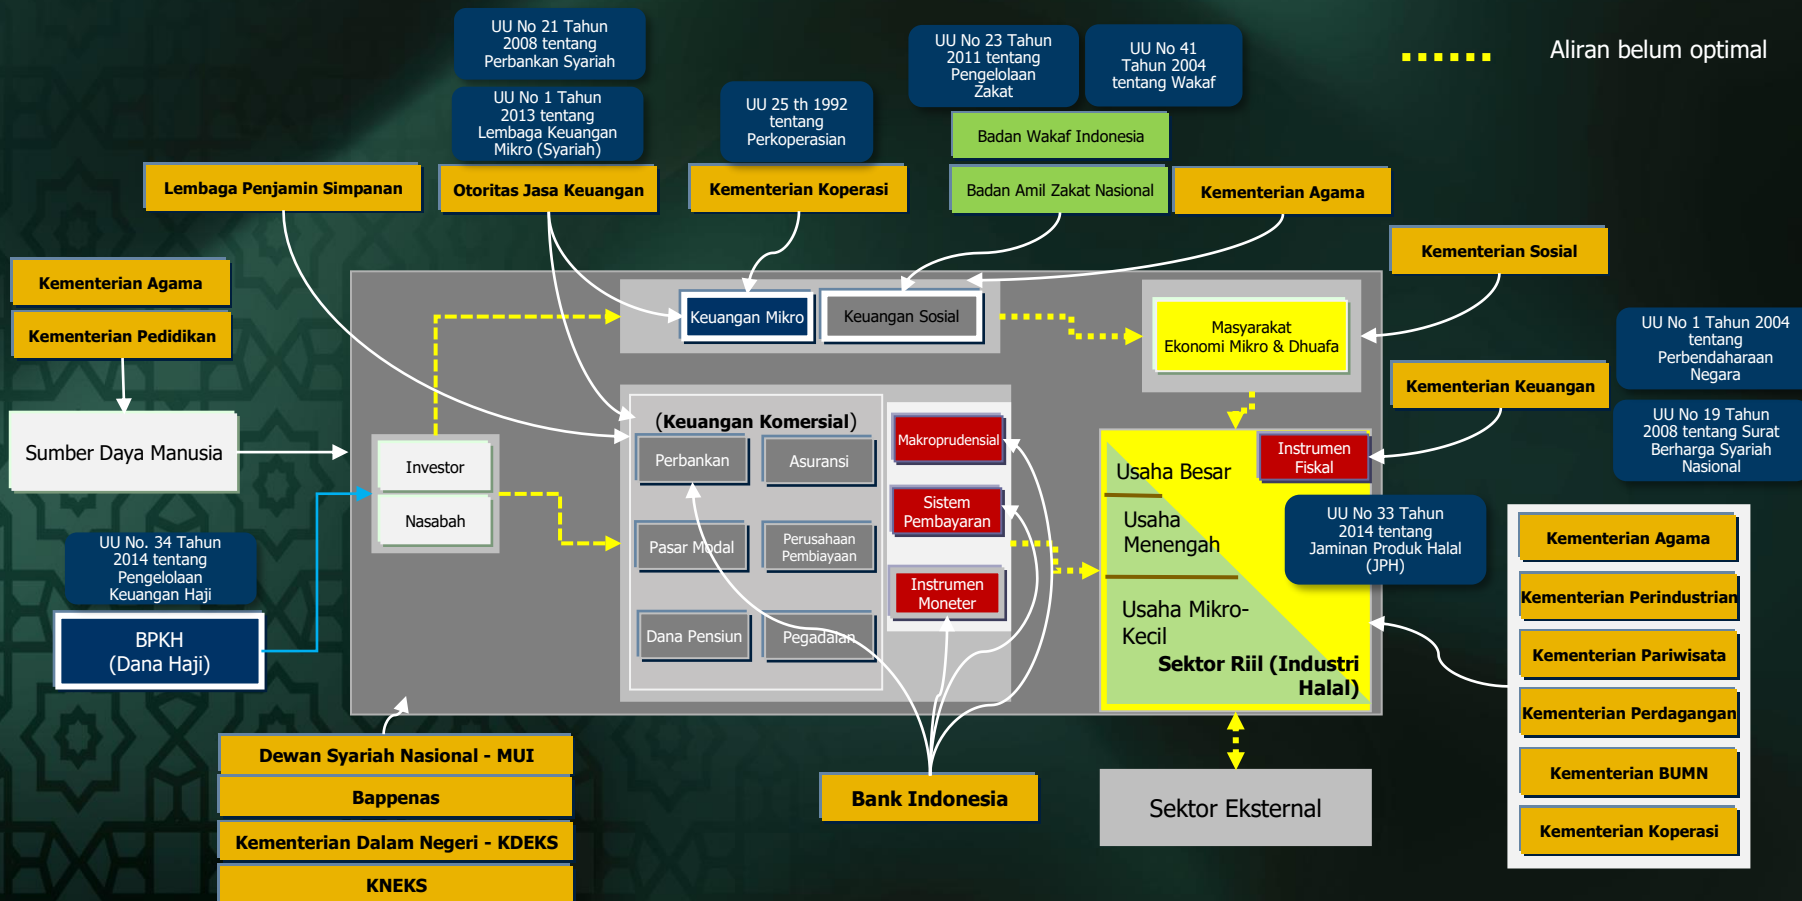 UU No 21 Tahun
2008 tentang
Perbankan Syariah
UU No 1 Tahun
2013 tentang
Lembaga Keuangan
Mikro (Syariah)
UU 25 th 1992
tentang
Perkoperasian
UU No 23 Tahun
2011 tentang
Pengelolaan
Zakat
UU No 41
Tahun 2004
tentang Wakaf
Aliran belum optimal
Badan Wakaf Indonesia
Lembaga Penjamin Simpanan
Otoritas Jasa Keuangan
Kementerian Koperasi
Badan Amil Zakat Nasional
Kementerian Agama
Kementerian Sosial
Kementerian Agama
Kementerian Pedidikan
Keuangan Mikro
Keuangan Sosial
Masyarakat
Ekonomi Mikro & Dhuafa
UU No 1 Tahun 2004
tentang
Perbendaharaan
Negara
Kementerian Keuangan
UU No 19 Tahun
2008 tentang Surat
Berharga Syariah
Nasional
Sumber Daya Manusia
Investor
Nasabah
(Keuangan Komersial)
Perbankan
Asuransi
Pasar Modal
Perusahaan
Pembiayaan
Dana Pensiun
Pegadaian
Makroprudensial
Sistem
Pembayaran
Instrumen
Moneter
Usaha Besar
Instrumen
Fiskal
Usaha
Menengah
Usaha Mikro-
Kecil
Sektor Riil (Industri
Halal)
UU No 33 Tahun
2014 tentang
Jaminan Produk Halal
(JPH)
Kementerian Agama
Kementerian Perindustrian
Kementerian Pariwisata
Kementerian Perdagangan
Kementerian BUMN
Kementerian Koperasi
UU No. 34 Tahun
2014 tentang
Pengelolaan
Keuangan Haji
BPKH
(Dana Haji)
Dewan Syariah Nasional - MUI
Bappenas
Kementerian Dalam Negeri - KDEKS
KNEKS
Bank Indonesia
Sektor Eksternal